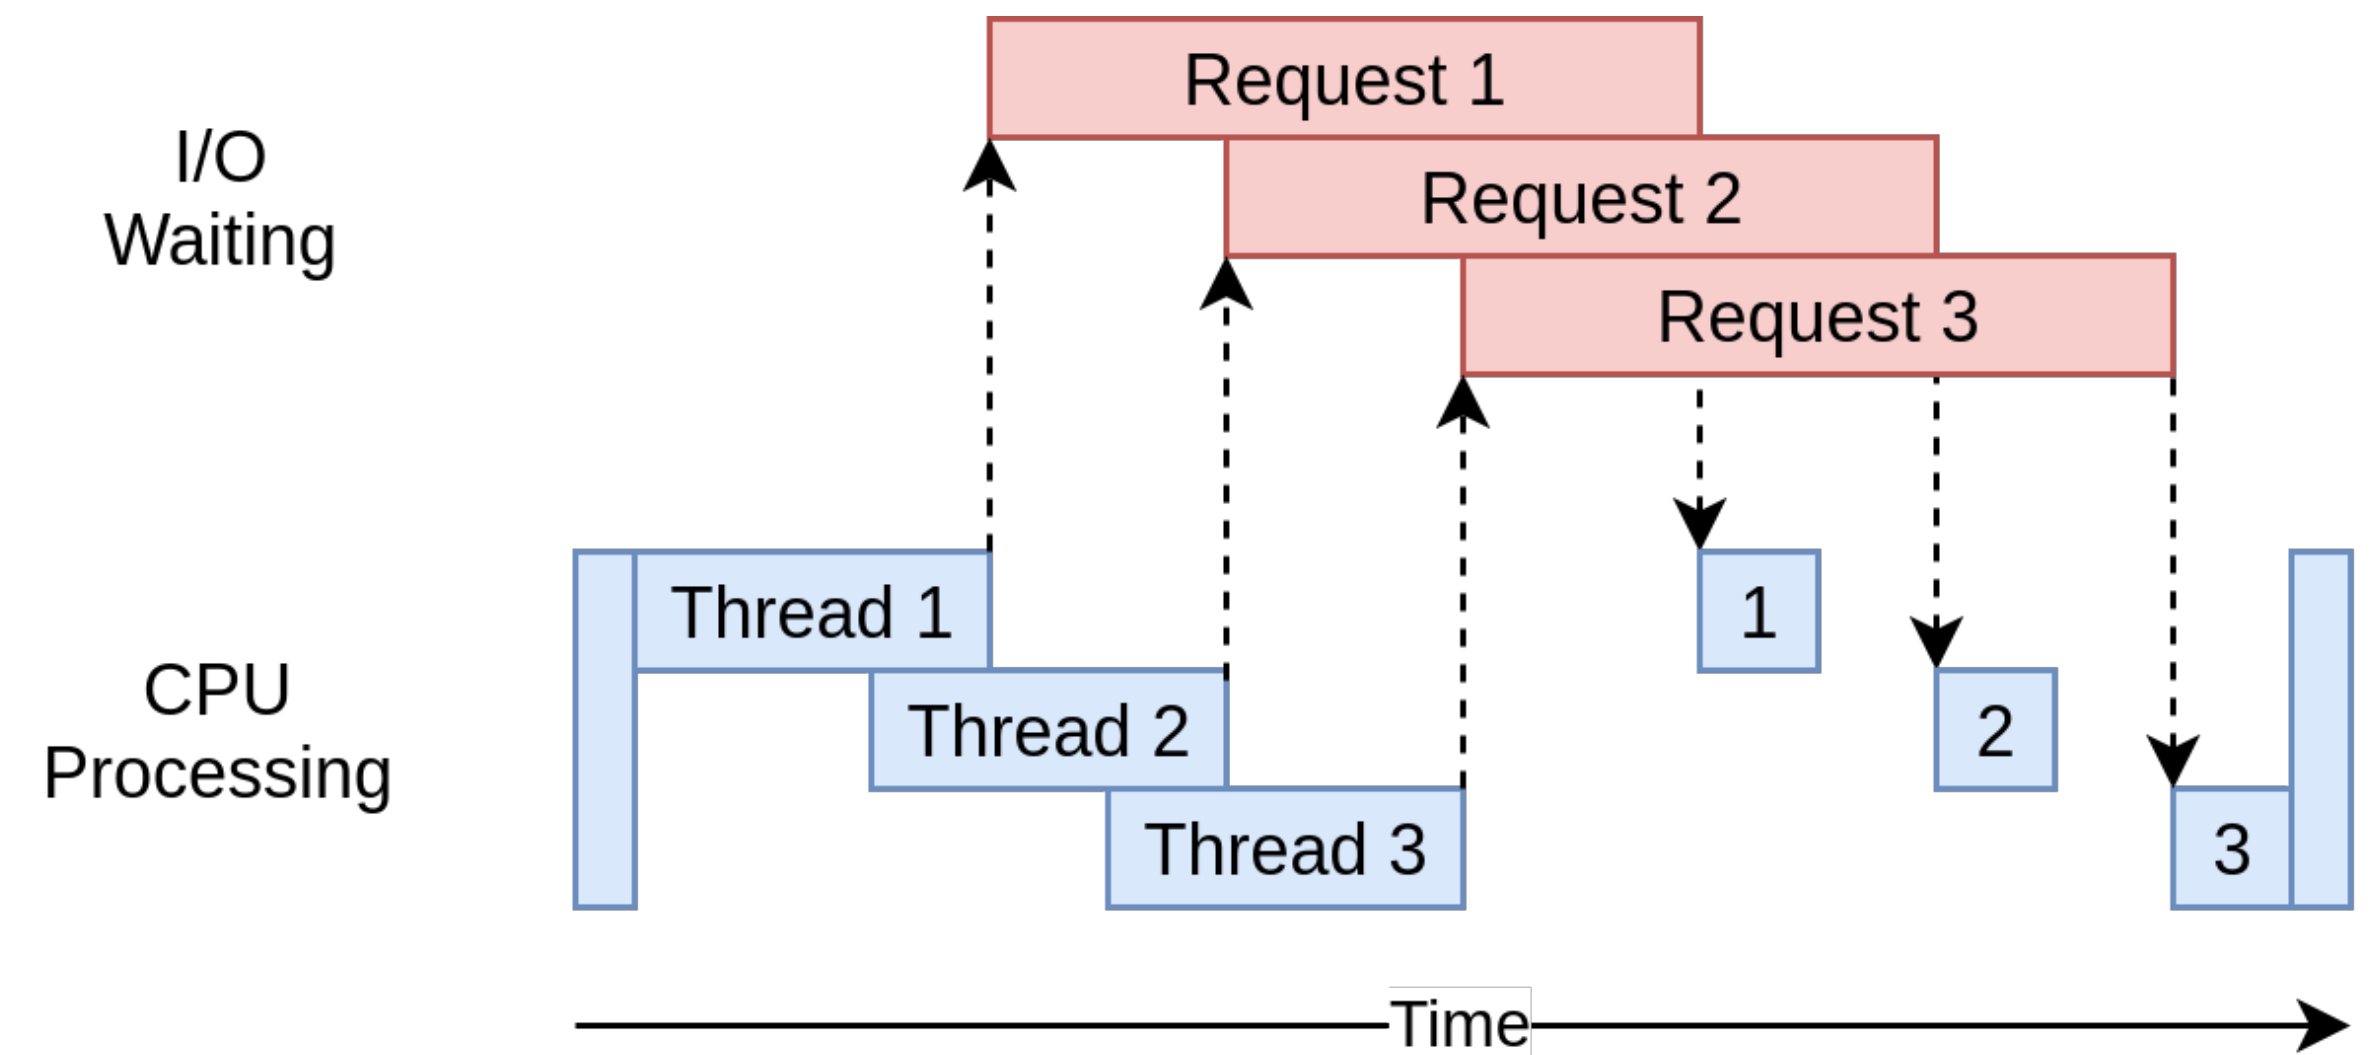 Request 1
Request 2
Request 3
I/O
Waiting
Thread 1
Thread 2
Thread 3
1
2
3
CPU
Processing
Time